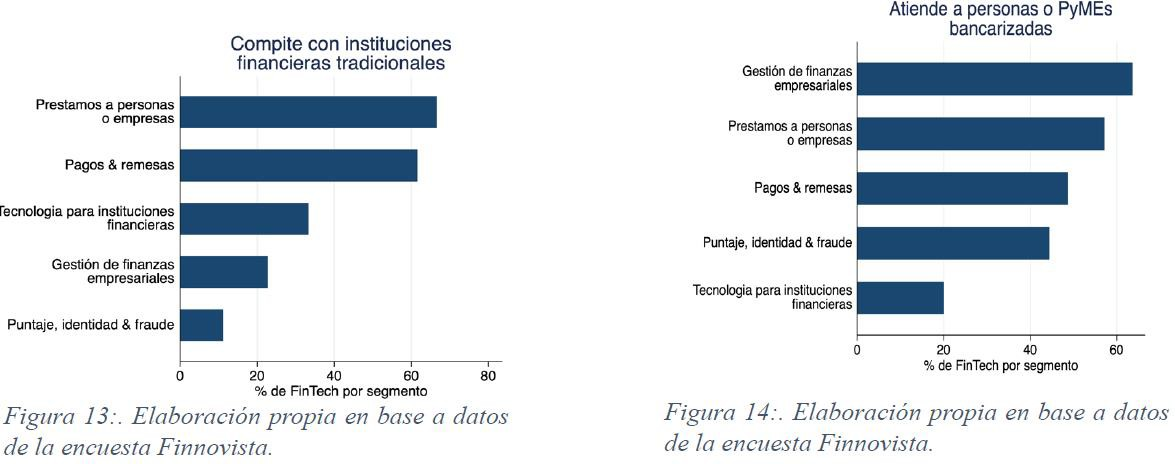 Compite con instituciones
financieras tradicionales
Prestamos a personas
o empresas
Pagos & remesas
Tecnologia para instituciones
financieras
Gestión de finanzas
empresariales
Puntaje, identidad & fraude
0 20 40 60 80
% de FinTech por segmento
Figura 13:. Elaboración propia en base a datos
de la encuesta Finnovista.
Atiende a personas o PyMEs
bancarizadas
Gestión de finanzas
empresariales
Prestamos a personas
o empresas
Pagos & remesas
Puntaje, identidad & fraude
Tecnologia para instituciones
financieras
0 20 40 60
% de FinTech por segmento
Figura 14:. Elaboración propia en base a datos
de la encuesta Finnovista.